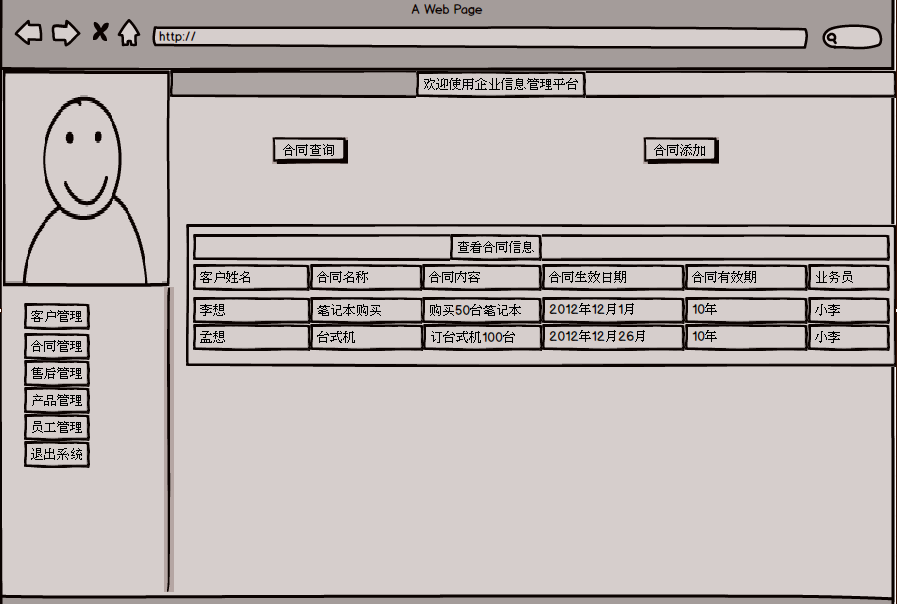 A Web Page
http://
欢迎使用企业信息管理平台
合同查询 合同添加
查看合同信息
客户姓名 合同名称 合同内容 合同生效日期 合同有效期 业务员
李想 笔记本购买 购买50台笔记本 2012年12月1月 10年 小李
孟想 台式机 订台式机100台 2012年12月26月 10年 小李
客户管理
合同管理
售后管理
产品管理
员工管理
退出系统